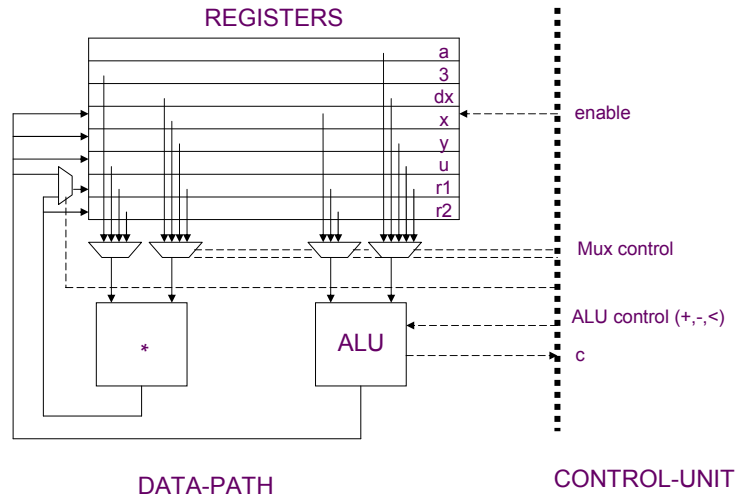 REGISTERS
a
3
dx
x
y
u
r1
r2
enable
Mux control
ALU control (+,-,<)
c
*
ALU
DATA-PATH
CONTROL-UNIT